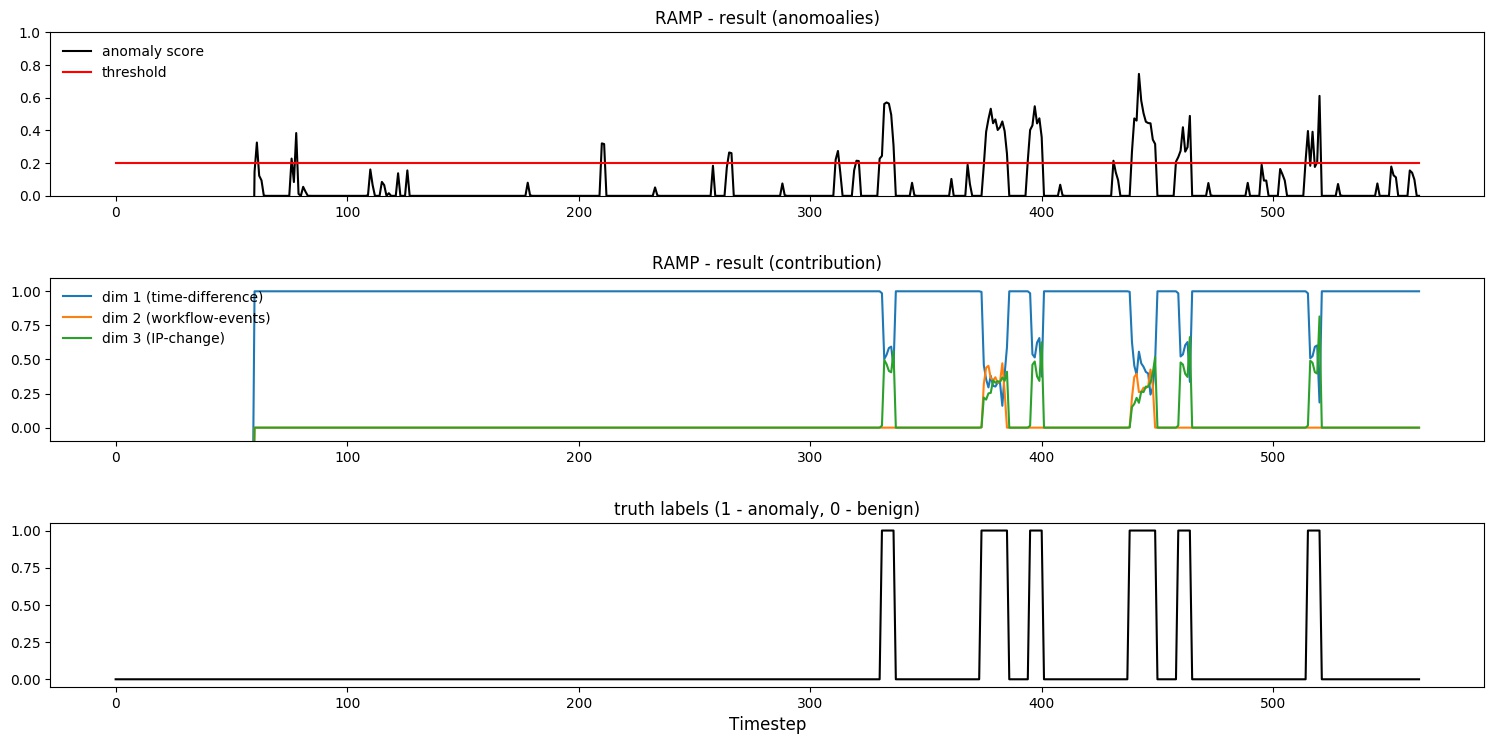 RAMP - result (anomoalies)
1.0
0.8
0.6
0.4
0.2
0.0
anomaly score
threshold
0 100 200 300 400 500
RAMP - result (contribution)
1.00
0.75
0.50
0.25
0.00
dim 1 (time-difference)
dim 2 (workflow-events)
dim 3 (IP-change)
0 100 200 300 400 500
truth labels (1 - anomaly, 0 - benign)
1.00
0.75
0.50
0.25
0.00
0 100 200 300 400 500
Timestep